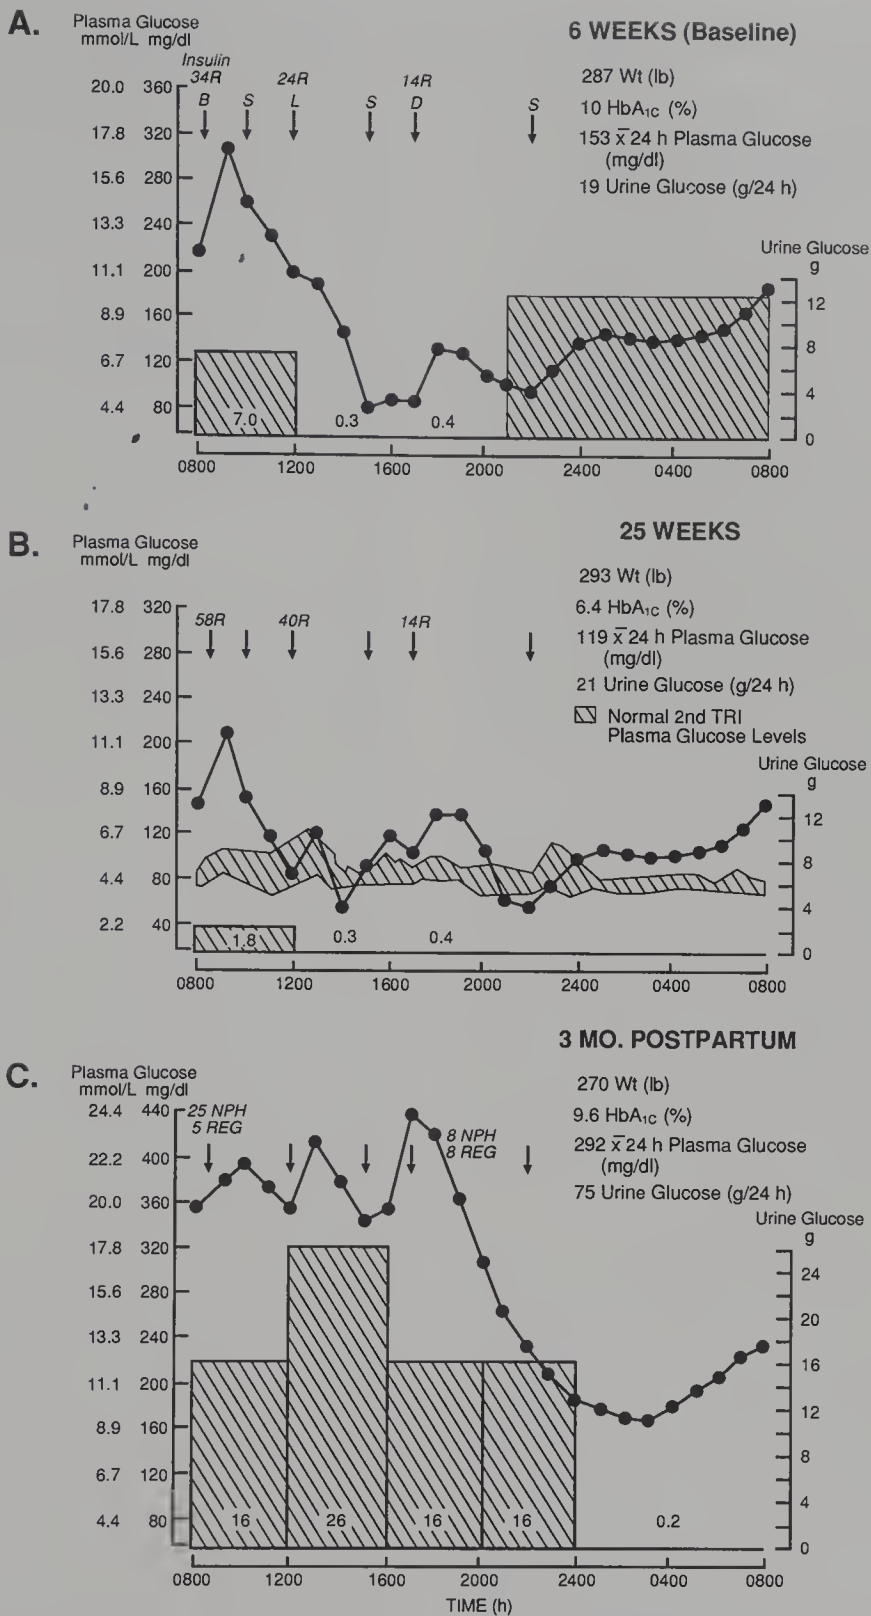 A.
Plasma Glucose
mmol/L mg/dl
6 WEEKS (Baseline)
Insulin
34R 24R 14R
B S L S D S
287 Wt (lb)
10 HbA1C (%)
153 x̅ 24 h Plasma Glucose
(mg/dl)
19 Urine Glucose (g/24 h)
20.0 360
17.8 320
15.6 280
13.3 240
11.1 200
8.9 160
6.7 120
4.4 80
Urine Glucose
g
12
8
4
0
7.0 0.3 0.4
0800 1200 1600 2000 2400 0400 0800
B.
Plasma Glucose
mmol/L mg/dl
25 WEEKS
293 Wt (lb)
6.4 HbA1C (%)
119 x̅ 24 h Plasma Glucose
(mg/dl)
21 Urine Glucose (g/24 h)
Normal 2nd TRI
Plasma Glucose Levels
58R 40R 14R
17.8 320
15.6 280
13.3 240
11.1 200
8.9 160
6.7 120
4.4 80
2.2 40
Urine Glucose
g
12
8
4
0
1.8 0.3 0.4
0800 1200 1600 2000 2400 0400 0800
C.
Plasma Glucose
mmol/L mg/dl
3 MO. POSTPARTUM
270 Wt (lb)
9.6 HbA1C (%)
292 x̅ 24 h Plasma Glucose
(mg/dl)
75 Urine Glucose (g/24 h)
25 NPH
5 REG
8 NPH
8 REG
24.4 440
22.2 400
20.0 360
17.8 320
15.6 280
13.3 240
11.1 200
8.9 160
6.7 120
4.4 80
Urine Glucose
g
24
20
16
12
8
4
0
16 26 16 16 0.2
0800 1200 1600 2000 2400 0400 0800
TIME (h)